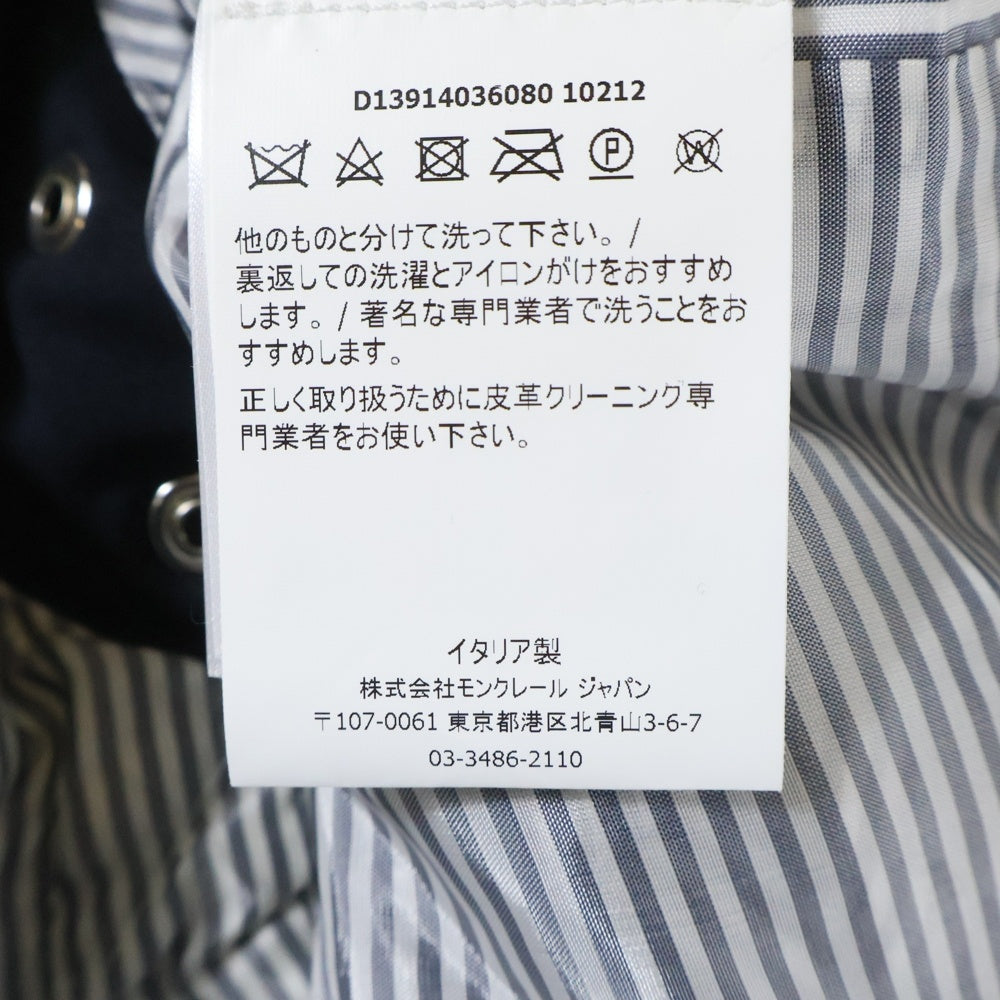 D13914036080 10212
P W
他のものと分けて洗って下さい。 /
裏返しての洗濯とアイロンがけをおすすめ
します。 / 著名な専門業者で洗うことをお
すすめします。
正しく取り扱うために皮革クリーニング専
門業者をお使い下さい。
イタリア製
株式会社モンクレール ジャパン
〒107-0061 東京都港区北青山3-6-7
03-3486-2110